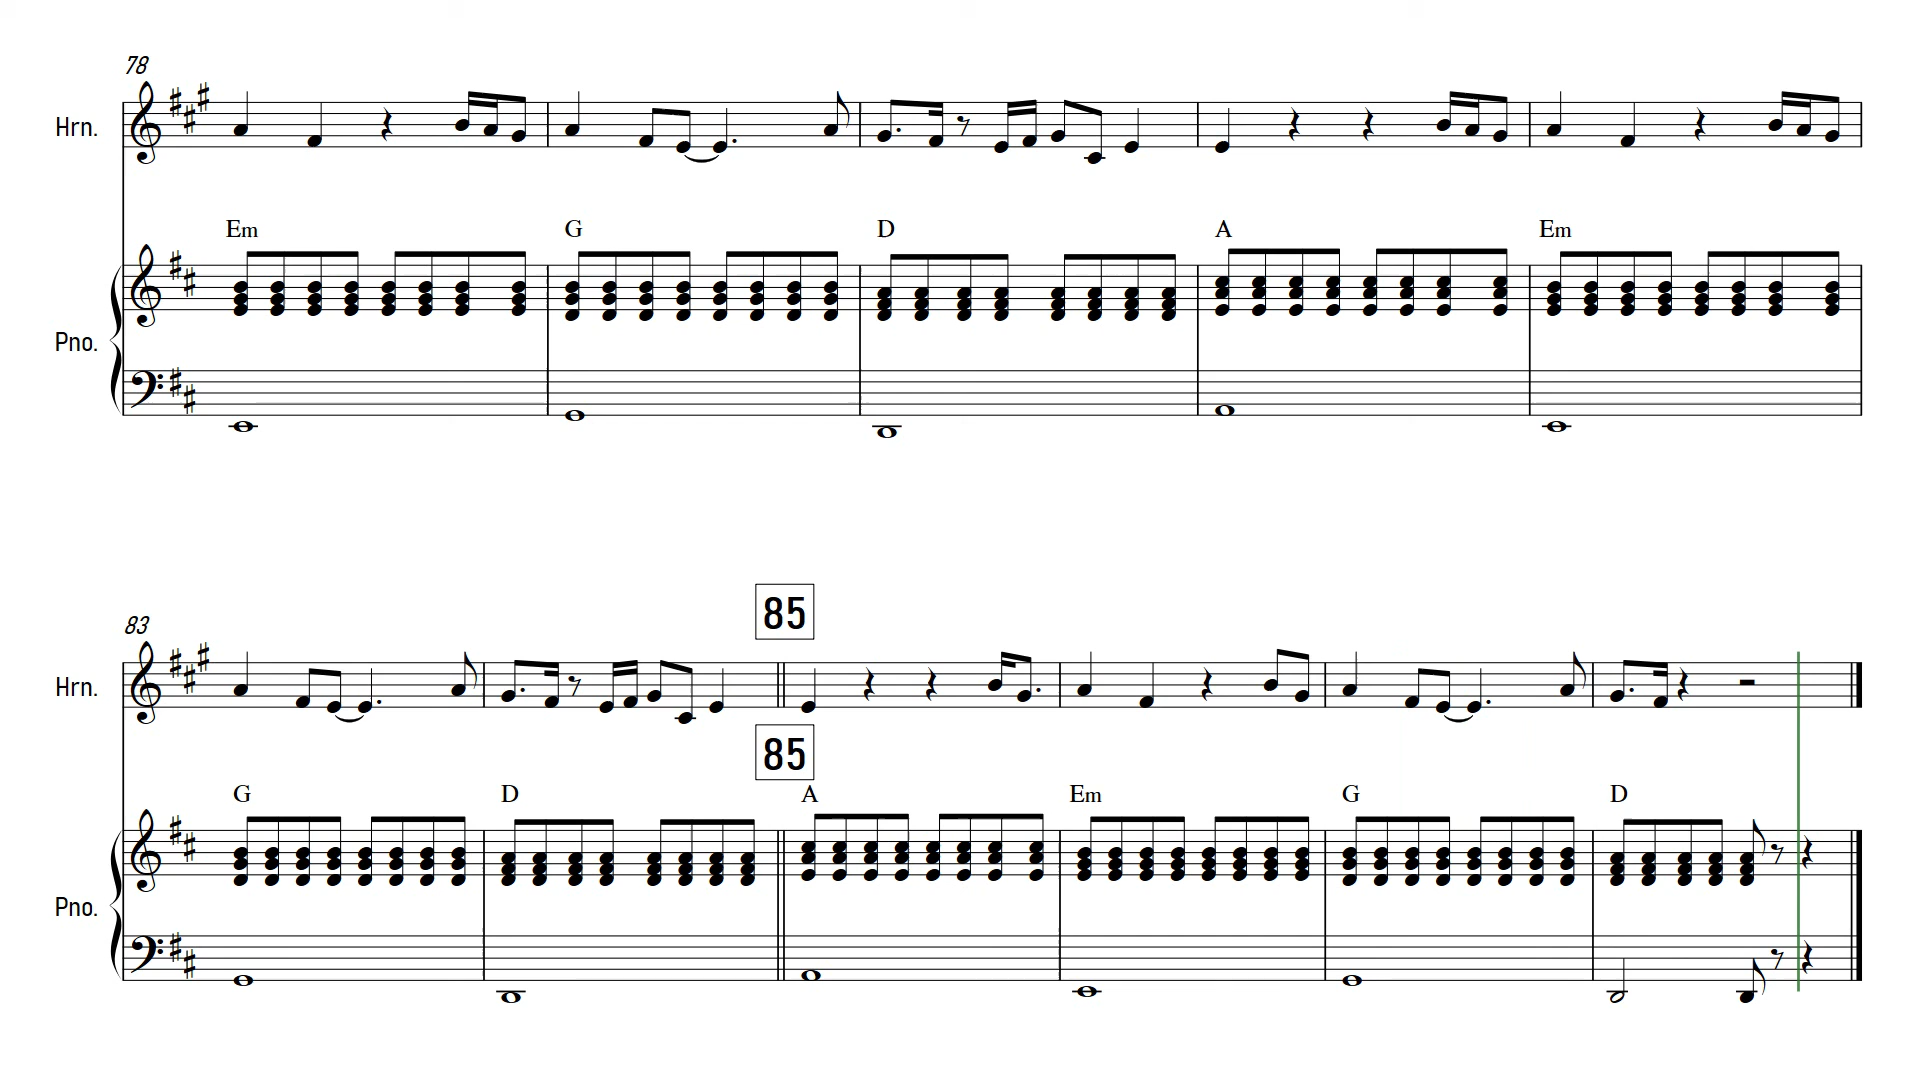 78
Hrn.
Em G D A Em
Pno.
85
83
Hrn.
85
G D A Em G D
Pno.